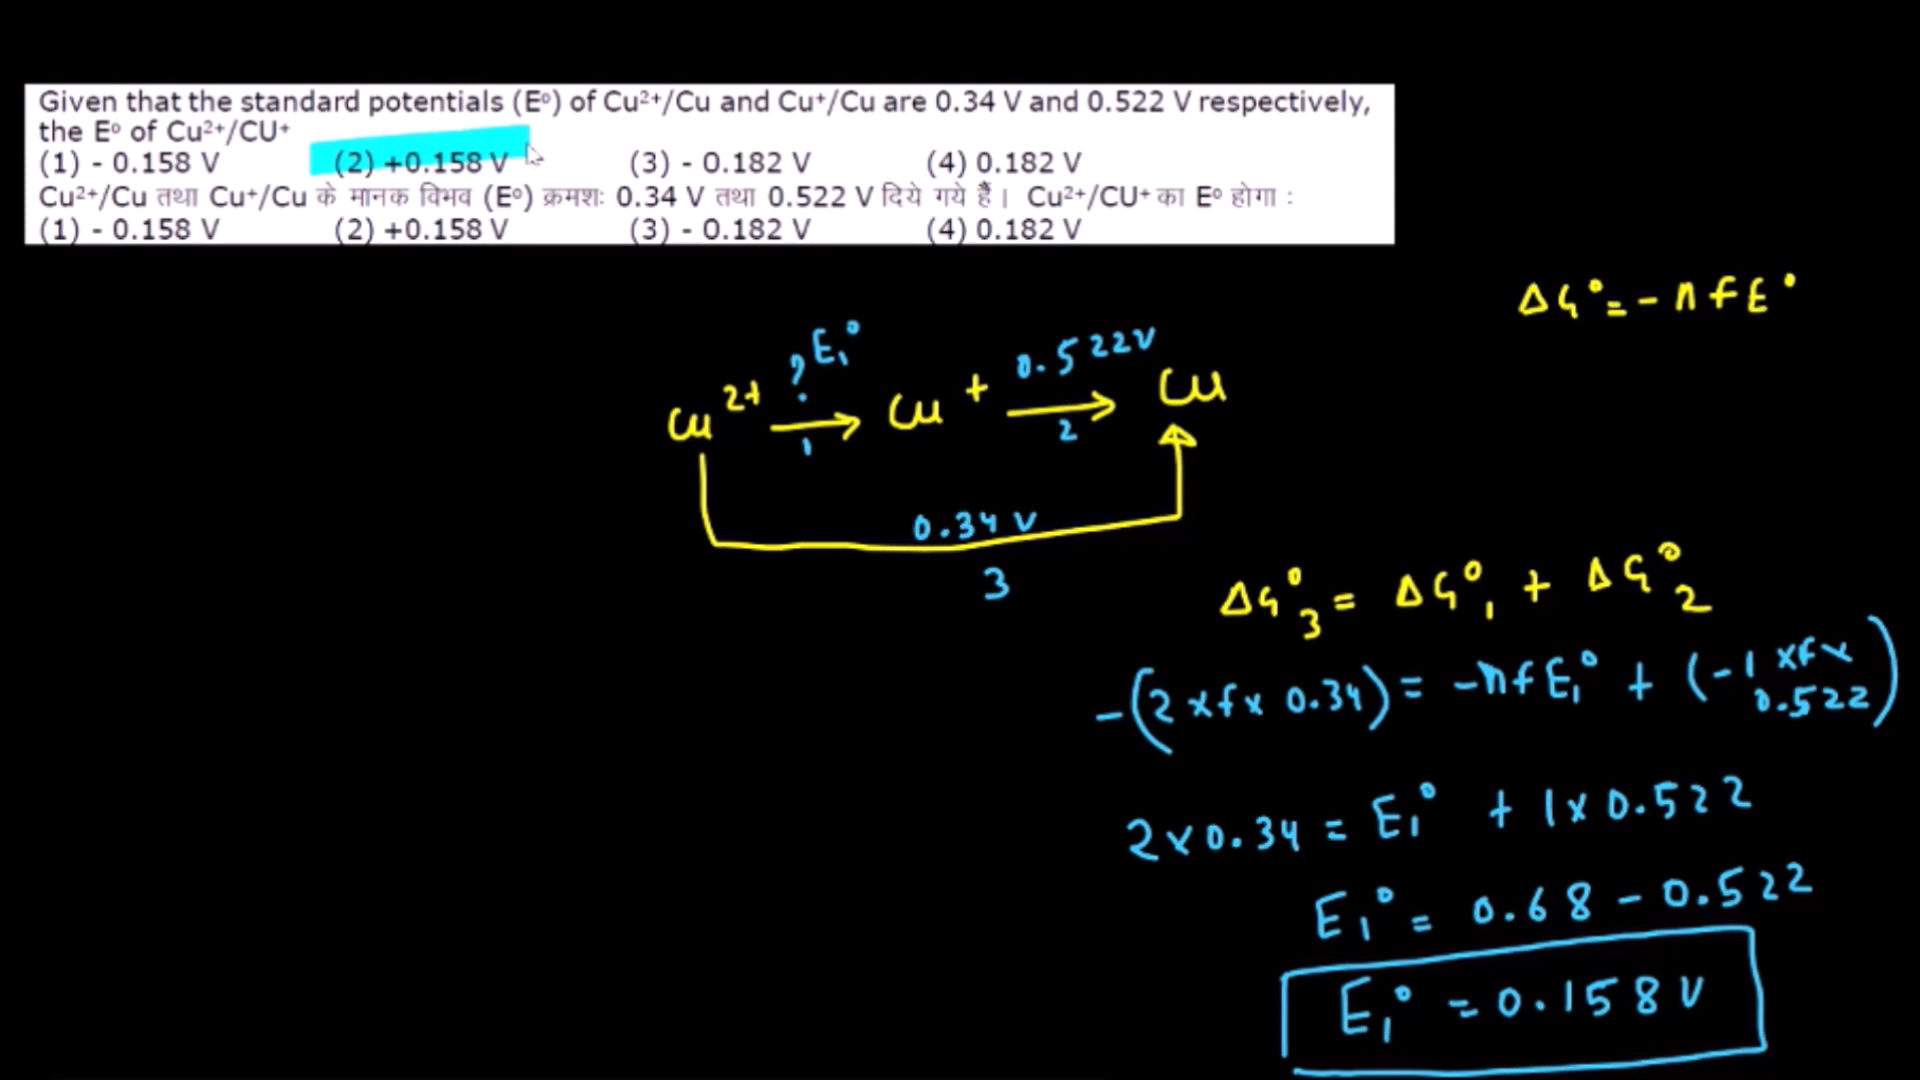 Given that the standard potentials (Eº) of Cu²⁺/Cu and Cu⁺/Cu are 0.34 V and 0.522 V respectively,
the Eº of Cu²⁺/CU⁺
(1) - 0.158 V (2) +0.158 V (3) - 0.182 V (4) 0.182 V
Cu²⁺/Cu तथा Cu⁺/Cu के मानक विभव (Eº) क्रमशः 0.34 V तथा 0.522 V दिये गये हैं। Cu²⁺/CU⁺ का Eº होगा :
(1) - 0.158 V (2) +0.158 V (3) - 0.182 V (4) 0.182 V
ΔG° = - nFE°
? E₁° 0.522V
Cu²⁺ → Cu⁺ → Cu
1 2
0.34 V
3
ΔG°₃ = ΔG°₁ + ΔG°₂
-(2 x F x 0.34) = -nFE₁° + (-1 x F x
0.522)
2 x 0.34 = E₁° + 1 x 0.522
E₁° = 0.68 - 0.522
E₁° = 0.158 V